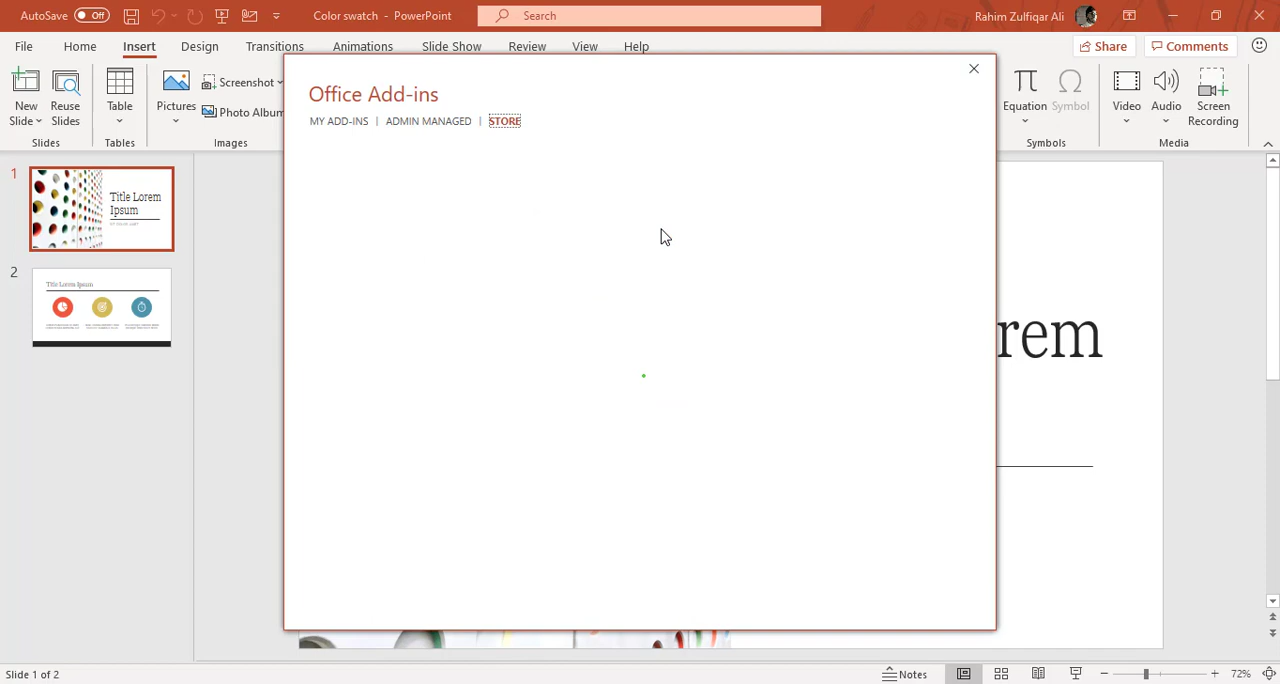 AutoSave Off
Color swatch - PowerPoint
Search
Rahim Zulfiqar Ali
File Home Insert Design Transitions Animations Slide Show Review View Help
Share Comments
New Slide
Reuse Slides
Slides
Table
Tables
Pictures
Screenshot
Photo Album
Images
Equation
Symbol
Symbols
Video
Audio
Screen Recording
Media
Office Add-ins
MY ADD-INS | ADMIN MANAGED | STORE
1
Title Lorem
Ipsum
2
Title Lorem Ipsum
rem
Slide 1 of 2
Notes
72%